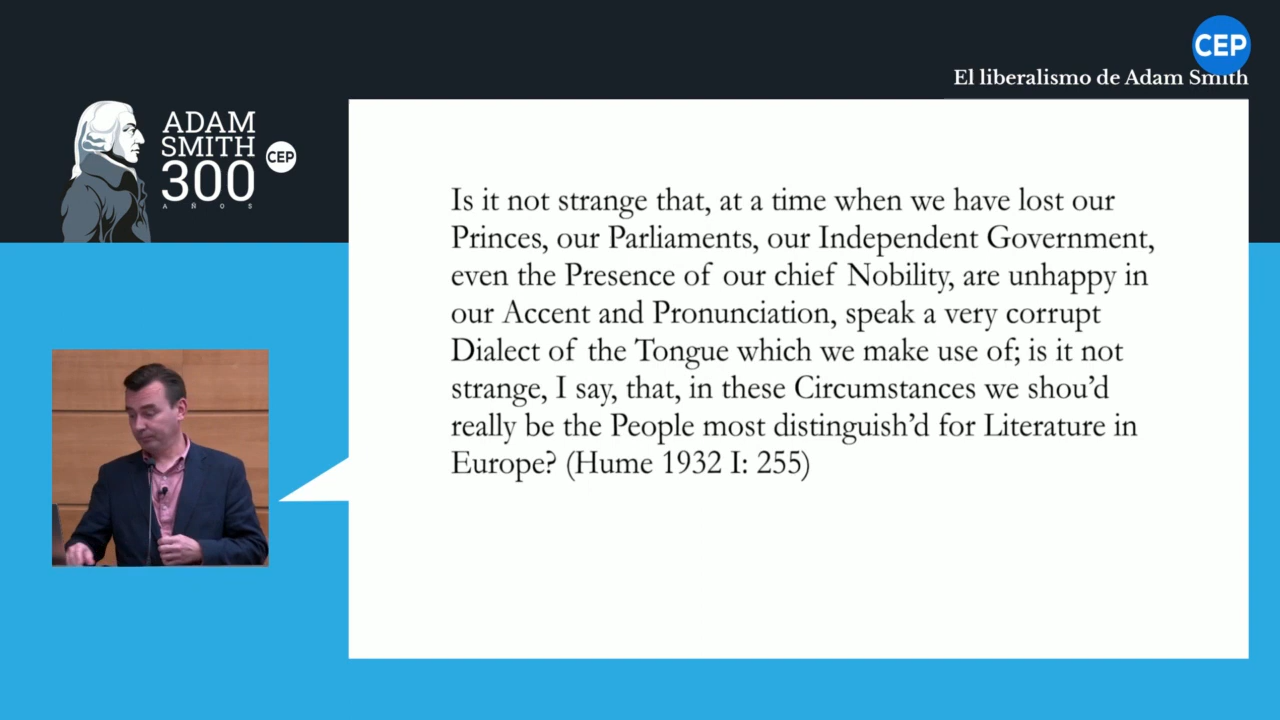 CEP
El liberalismo de Adam Smith
ADAM
SMITH
300
AÑOS
CEP
Is it not strange that, at a time when we have lost our
Princes, our Parliaments, our Independent Government,
even the Presence of our chief Nobility, are unhappy in
our Accent and Pronunciation, speak a very corrupt
Dialect of the Tongue which we make use of; is it not
strange, I say, that, in these Circumstances we shou’d
really be the People most distinguish’d for Literature in
Europe? (Hume 1932 I: 255)